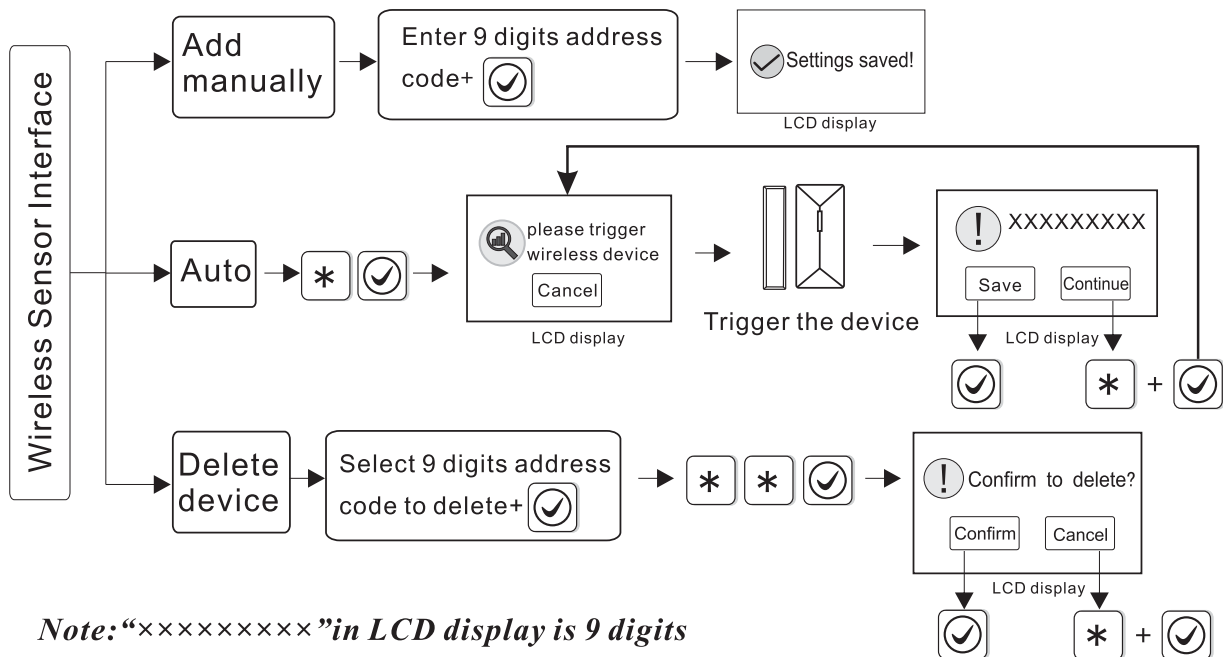 Wireless Sensor Interface
Add
manually
Enter 9 digits address
code+
Settings saved!
LCD display
Auto
*
please trigger
wireless device
Cancel
LCD display
Trigger the device
! XXXXXXXXX
Save Continue
LCD display
* +
Delete
device
Select 9 digits address
code to delete+
* *
! Confirm to delete?
Confirm Cancel
LCD display
* +
Note:“×××××××××”in LCD display is 9 digits